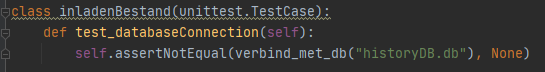 class inladenBestand(unittest.TestCase):
    def test_databaseConnection(self):
        self.assertNotEqual(verbind_met_db("historyDB.db"), None)